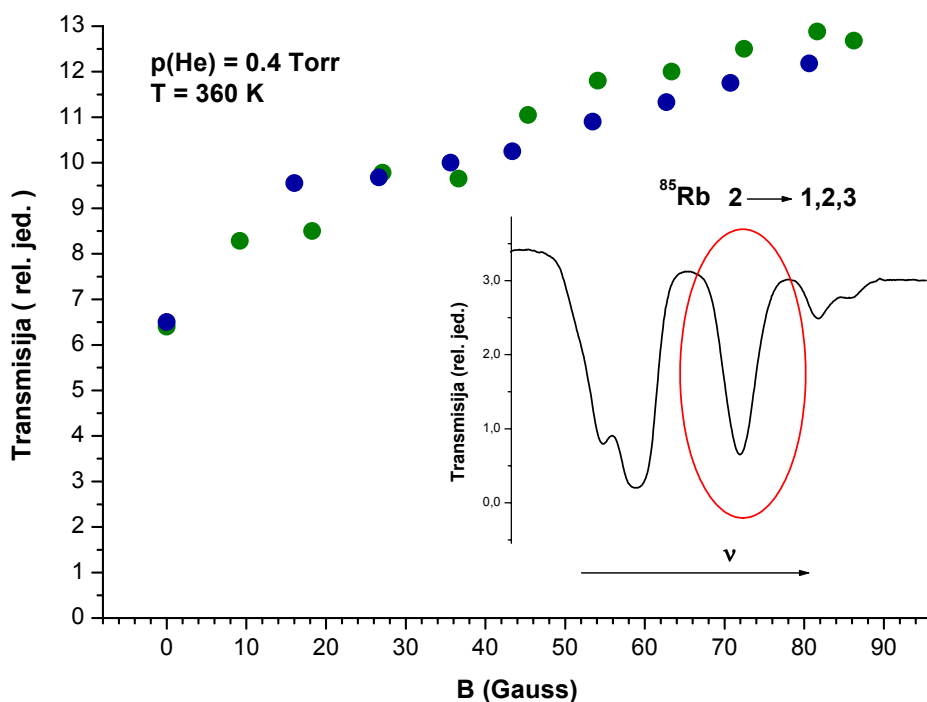 13
12
11
10
9
8
7
6
5
4
3
2
1
0
Transmisija ( rel. jed.)
p(He) = 0.4 Torr
T = 360 K
⁸⁵Rb 2 → 1,2,3
3,0
2,0
1,0
0,0
Transmisija (rel. jed.)
ν
0 10 20 30 40 50 60 70 80 90
B (Gauss)